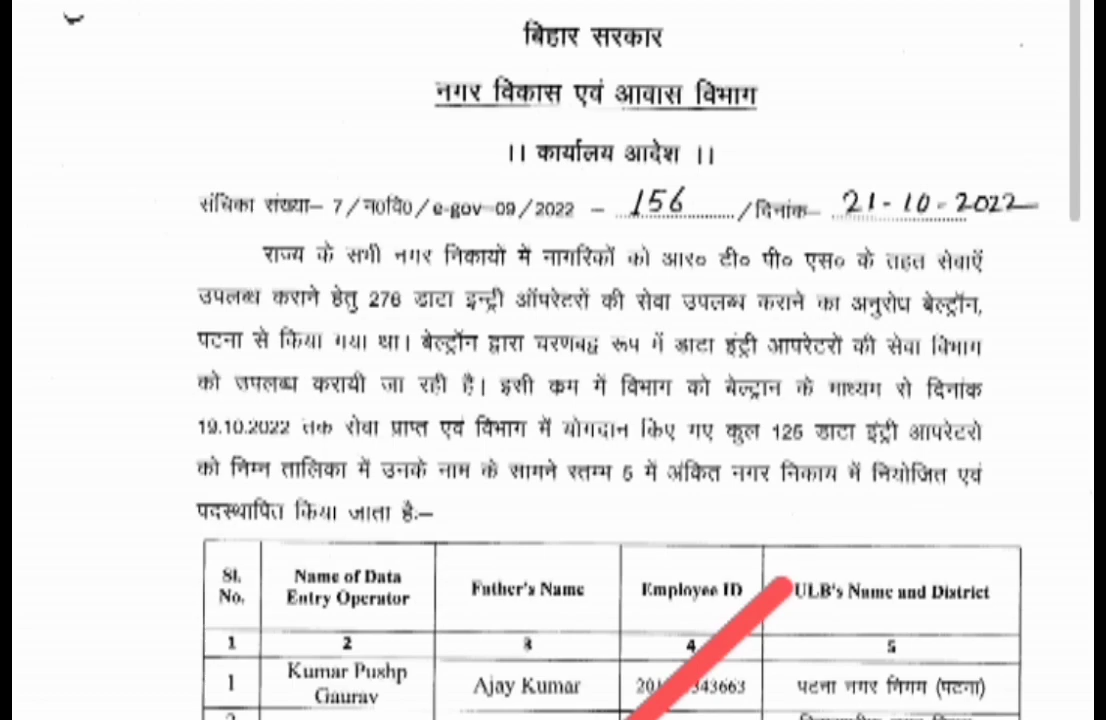 बिहार सरकार
नगर विकास एवं आवास विभाग
।। कार्यालय आदेश ।।
संचिका संख्या– 7/न०वि०/e-gov-09/2022 – 156 /दिनांक– 21-10-2022
राज्य के सभी नगर निकायों में नागरिकों को आर० टी० पी० एस० के तहत सेवाएँ
उपलब्ध कराने हेतु 276 डाटा इन्ट्री ऑपरेटरों की सेवा उपलब्ध कराने का अनुरोध बेल्ट्रॉन,
पटना से किया गया था। बेल्ट्रॉन द्वारा चरणबद्ध रूप में डाटा इंट्री आपरेटरों की सेवा विभाग
को उपलब्ध करायी जा रही है। इसी क्रम में विभाग को बेल्ट्रान के माध्यम से दिनांक
19.10.2022 तक सेवा प्राप्त एवं विभाग में योगदान किए गए कुल 125 डाटा इंट्री आपरेटरो
को निम्न तालिका में उनके नाम के सामने स्तम्भ 5 में अंकित नगर निकाय में नियोजित एवं
पदस्थापित किया जाता है:–
Sl. No. Name of Data Entry Operator Father's Name Employee ID ULB's Name and District
1 2 3 4 5
1 Kumar Pushp Gaurav Ajay Kumar 343663 पटना नगर निगम (पटना)
2